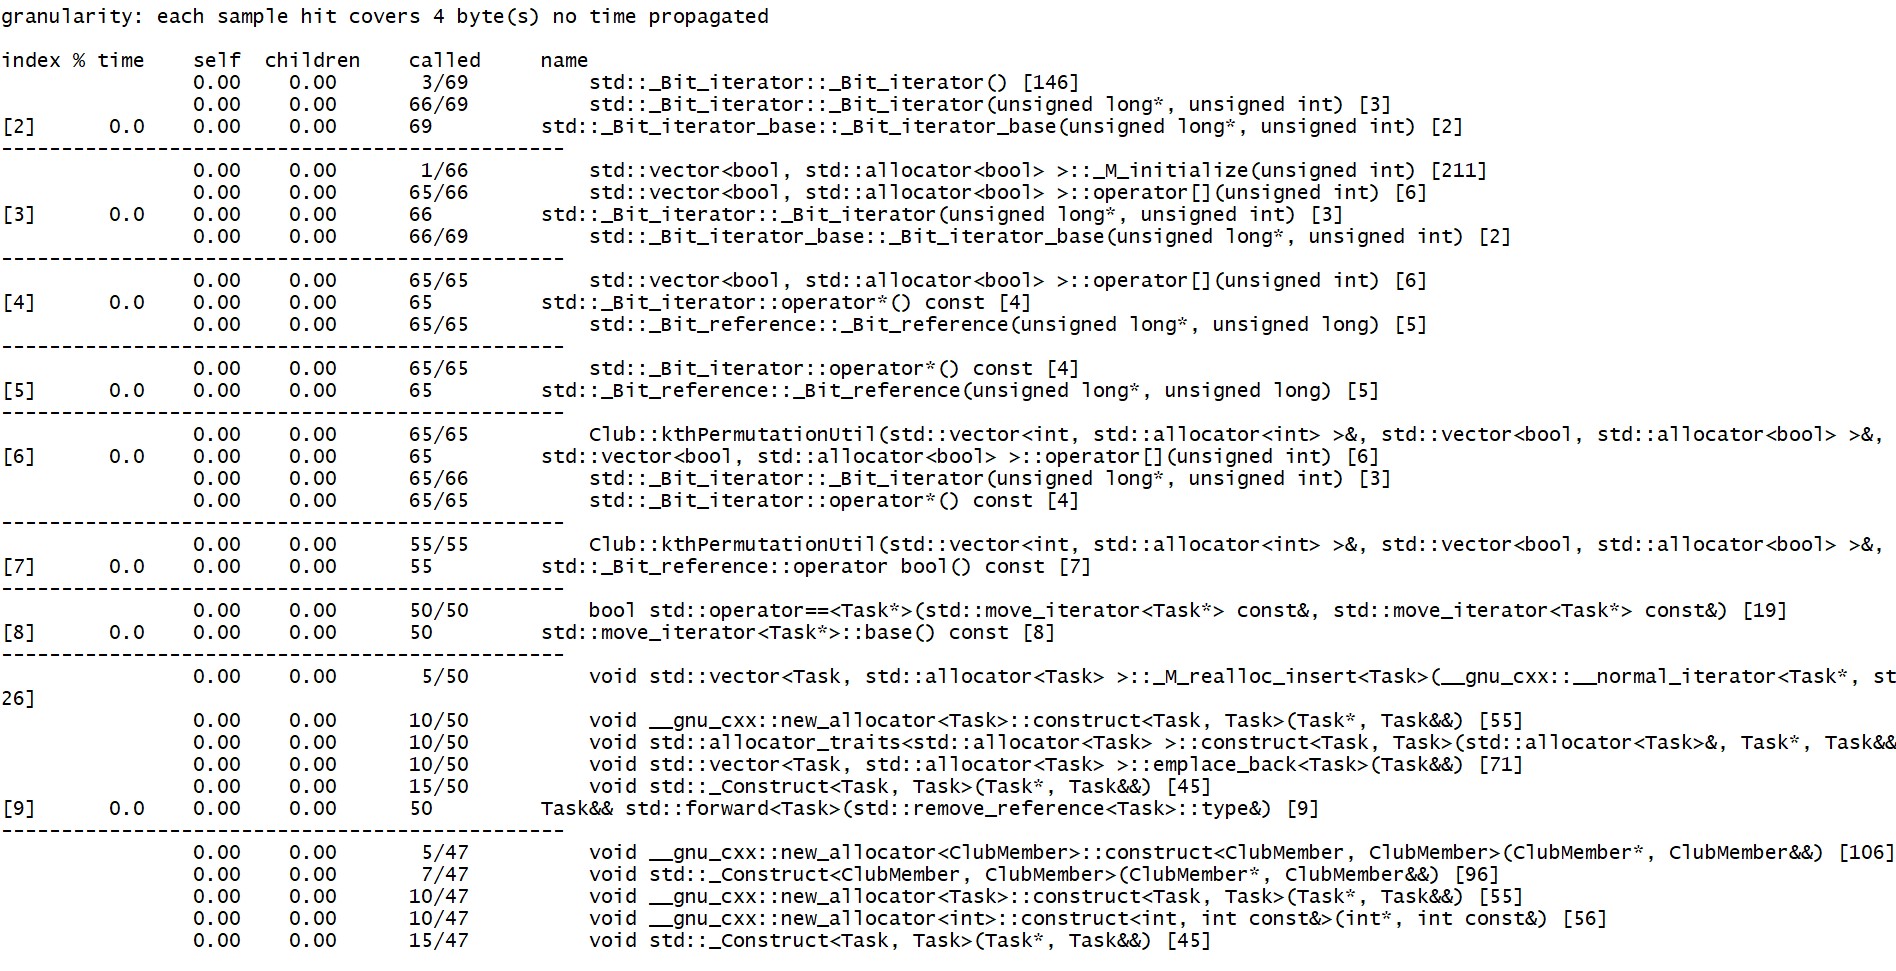 granularity: each sample hit covers 4 byte(s) no time propagated

index % time    self  children    called     name
                0.00    0.00       3/69          std::_Bit_iterator::_Bit_iterator() [146]
                0.00    0.00      66/69          std::_Bit_iterator::_Bit_iterator(unsigned long*, unsigned int) [3]
[2]      0.0    0.00    0.00      69         std::_Bit_iterator_base::_Bit_iterator_base(unsigned long*, unsigned int) [2]
-----------------------------------------------
                0.00    0.00       1/66          std::vector<bool, std::allocator<bool> >::_M_initialize(unsigned int) [211]
                0.00    0.00      65/66          std::vector<bool, std::allocator<bool> >::operator[](unsigned int) [6]
[3]      0.0    0.00    0.00      66         std::_Bit_iterator::_Bit_iterator(unsigned long*, unsigned int) [3]
                0.00    0.00      66/69          std::_Bit_iterator_base::_Bit_iterator_base(unsigned long*, unsigned int) [2]
-----------------------------------------------
                0.00    0.00      65/65          std::vector<bool, std::allocator<bool> >::operator[](unsigned int) [6]
[4]      0.0    0.00    0.00      65         std::_Bit_iterator::operator*() const [4]
                0.00    0.00      65/65          std::_Bit_reference::_Bit_reference(unsigned long*, unsigned long) [5]
-----------------------------------------------
                0.00    0.00      65/65          std::_Bit_iterator::operator*() const [4]
[5]      0.0    0.00    0.00      65         std::_Bit_reference::_Bit_reference(unsigned long*, unsigned long) [5]
-----------------------------------------------
                0.00    0.00      65/65          Club::kthPermutationUtil(std::vector<int, std::allocator<int> >&, std::vector<bool, std::allocator<bool> >&,
[6]      0.0    0.00    0.00      65         std::vector<bool, std::allocator<bool> >::operator[](unsigned int) [6]
                0.00    0.00      65/66          std::_Bit_iterator::_Bit_iterator(unsigned long*, unsigned int) [3]
                0.00    0.00      65/65          std::_Bit_iterator::operator*() const [4]
-----------------------------------------------
                0.00    0.00      55/55          Club::kthPermutationUtil(std::vector<int, std::allocator<int> >&, std::vector<bool, std::allocator<bool> >&,
[7]      0.0    0.00    0.00      55         std::_Bit_reference::operator bool() const [7]
-----------------------------------------------
                0.00    0.00      50/50          bool std::operator==<Task*>(std::move_iterator<Task*> const&, std::move_iterator<Task*> const&) [19]
[8]      0.0    0.00    0.00      50         std::move_iterator<Task*>::base() const [8]
-----------------------------------------------
                0.00    0.00       5/50          void std::vector<Task, std::allocator<Task> >::_M_realloc_insert<Task>(__gnu_cxx::__normal_iterator<Task*, st
26]
                0.00    0.00      10/50          void __gnu_cxx::new_allocator<Task>::construct<Task, Task>(Task*, Task&&) [55]
                0.00    0.00      10/50          void std::allocator_traits<std::allocator<Task> >::construct<Task, Task>(std::allocator<Task>&, Task*, Task&&
                0.00    0.00      10/50          void std::vector<Task, std::allocator<Task> >::emplace_back<Task>(Task&&) [71]
                0.00    0.00      15/50          void std::_Construct<Task, Task>(Task*, Task&&) [45]
[9]      0.0    0.00    0.00      50         Task&& std::forward<Task>(std::remove_reference<Task>::type&) [9]
-----------------------------------------------
                0.00    0.00       5/47          void __gnu_cxx::new_allocator<ClubMember>::construct<ClubMember, ClubMember>(ClubMember*, ClubMember&&) [106]
                0.00    0.00       7/47          void std::_Construct<ClubMember, ClubMember>(ClubMember*, ClubMember&&) [96]
                0.00    0.00      10/47          void __gnu_cxx::new_allocator<Task>::construct<Task, Task>(Task*, Task&&) [55]
                0.00    0.00      10/47          void __gnu_cxx::new_allocator<int>::construct<int, int const&>(int*, int const&) [56]
                0.00    0.00      15/47          void std::_Construct<Task, Task>(Task*, Task&&) [45]